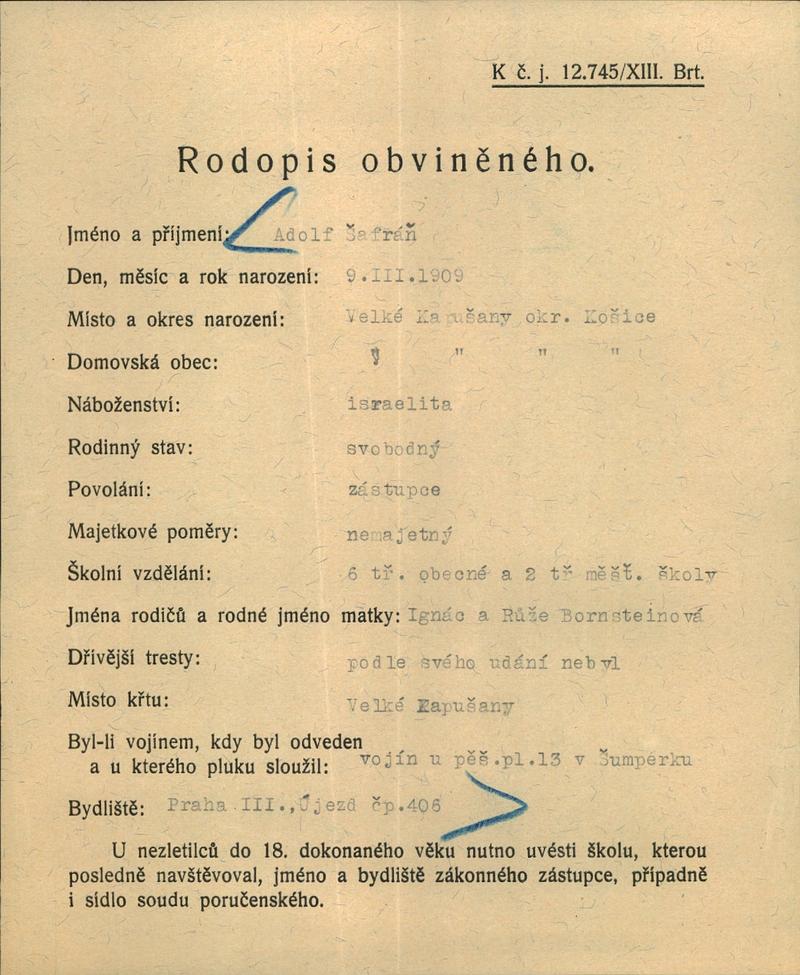 K č. j. 12.745/XIII. Brt.
Rodopis obviněného.
Jméno a příjmení: Adolf Šafráň
Den, měsíc a rok narození: 9.III.1909
Místo a okres narození: Velké Kapušany okr. Košice
Domovská obec: " " " "
Náboženství: israelita
Rodinný stav: svobodný
Povolání: zástupce
Majetkové poměry: nemajetný
Školní vzdělání: 6 tř. obecné a 2 tř měšť. školy
Jména rodičů a rodné jméno matky: Ignác a Růže Bornsteinová
Dřívější tresty: podle svého udání nebyl
Místo křtu: Velké Kapušany
Byl-li vojínem, kdy byl odveden
a u kterého pluku sloužil: vojín u pěš.pl.13 v Šumperku
Bydliště: Praha III.,Újezd čp.406
U nezletilců do 18. dokonaného věku nutno uvésti školu, kterou
posledně navštěvoval, jméno a bydliště zákonného zástupce, případně
i sídlo soudu poručenského.